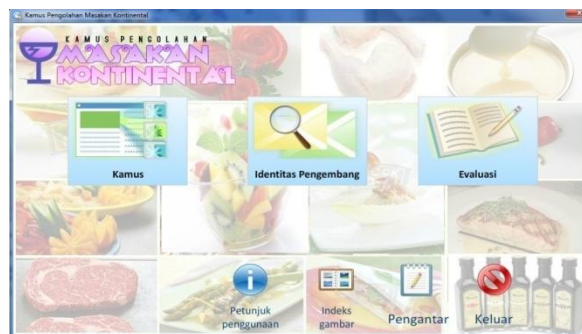 Kamus Pengolahan Masakan Kontinental
KAMUS PENGOLAHAN
MASAKAN
KONTINENTAL
Kamus
Identitas Pengembang
Evaluasi
Petunjuk
penggunaan
Indeks
gambar
Pengantar
Keluar